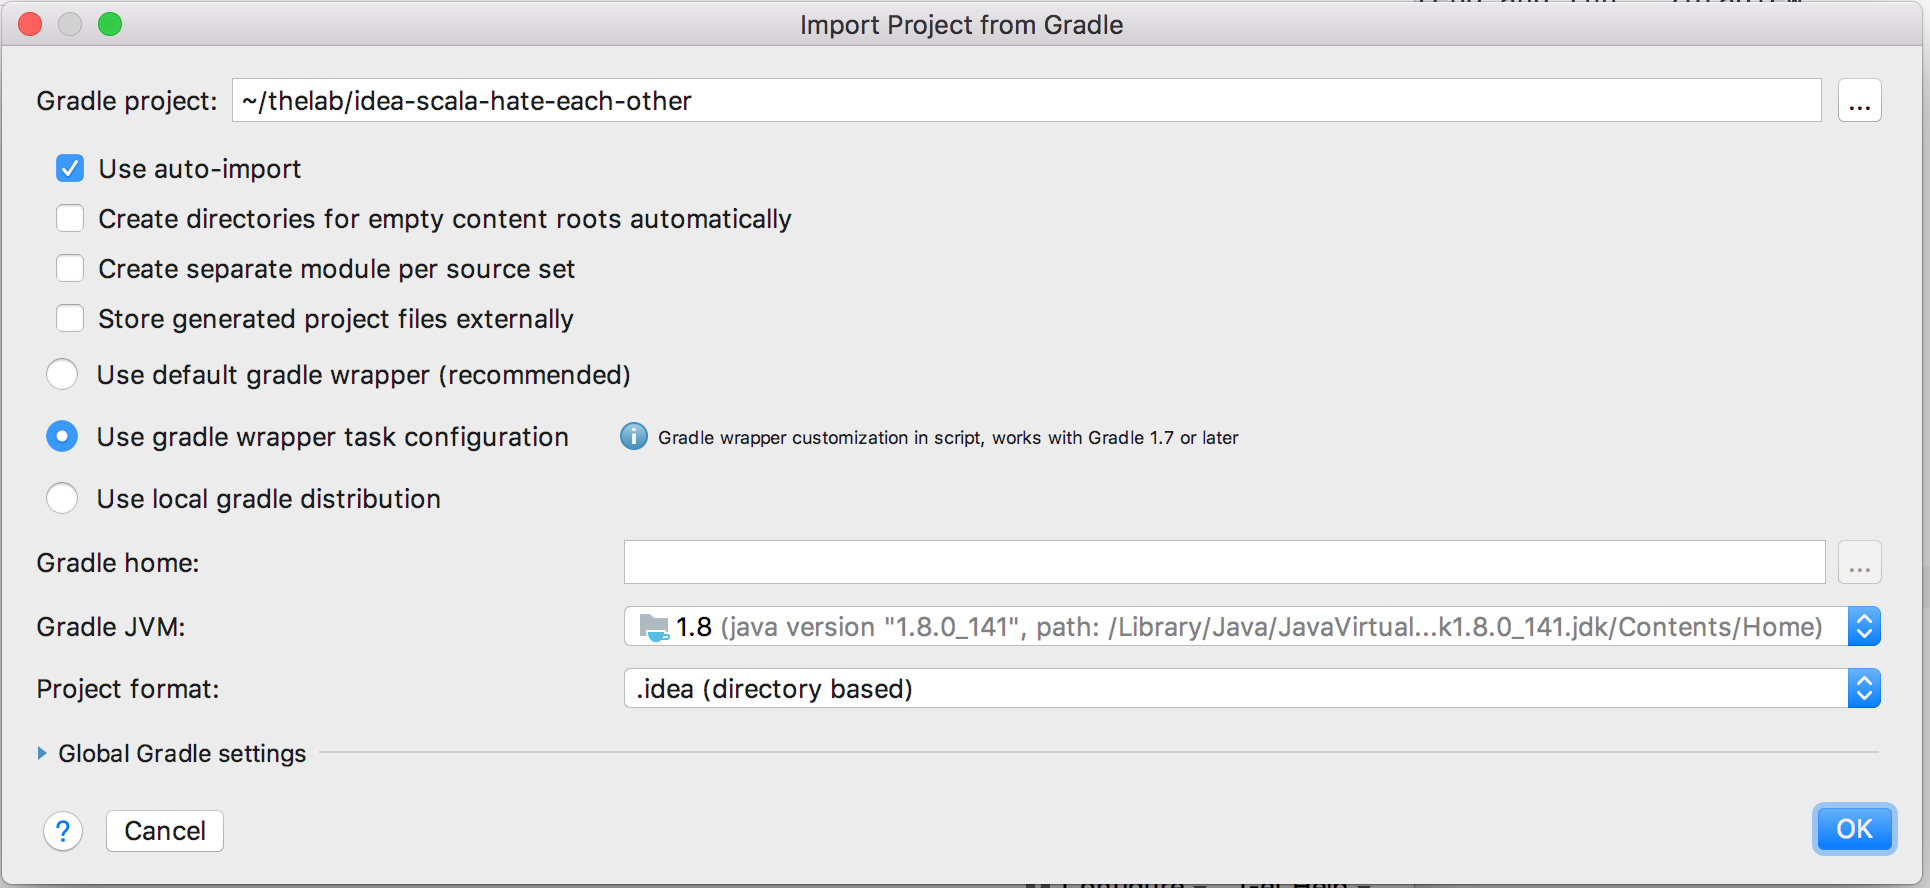 Import Project from Gradle
Gradle project: ~/thelab/idea-scala-hate-each-other ...
Use auto-import
Create directories for empty content roots automatically
Create separate module per source set
Store generated project files externally
Use default gradle wrapper (recommended)
Use gradle wrapper task configuration Gradle wrapper customization in script, works with Gradle 1.7 or later
Use local gradle distribution
Gradle home: ...
Gradle JVM: 1.8 (java version "1.8.0_141", path: /Library/Java/JavaVirtual...k1.8.0_141.jdk/Contents/Home)
Project format: .idea (directory based)
Global Gradle settings
? Cancel OK